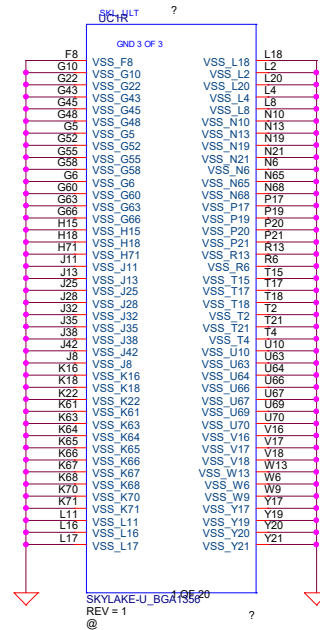 SKL_ULT
?
UC1R
GND 3 OF 3
F8 VSS_F8 VSS_L18 L18
G10 VSS_G10 VSS_L2 L2
G22 VSS_G22 VSS_L20 L20
G43 VSS_G43 VSS_L4 L4
G45 VSS_G45 VSS_L8 L8
G48 VSS_G48 VSS_N10 N10
G5 VSS_G5 VSS_N13 N13
G52 VSS_G52 VSS_N19 N19
G55 VSS_G55 VSS_N21 N21
G58 VSS_G58 VSS_N6 N6
G6 VSS_G6 VSS_N65 N65
G60 VSS_G60 VSS_N68 N68
G63 VSS_G63 VSS_P17 P17
G66 VSS_G66 VSS_P19 P19
H15 VSS_H15 VSS_P20 P20
H18 VSS_H18 VSS_P21 P21
H71 VSS_H71 VSS_R13 R13
J11 VSS_J11 VSS_R6 R6
J13 VSS_J13 VSS_T15 T15
J25 VSS_J25 VSS_T17 T17
J28 VSS_J28 VSS_T18 T18
J32 VSS_J32 VSS_T2 T2
J35 VSS_J35 VSS_T21 T21
J38 VSS_J38 VSS_T4 T4
J42 VSS_J42 VSS_U10 U10
J8 VSS_J8 VSS_U63 U63
K16 VSS_K16 VSS_U64 U64
K18 VSS_K18 VSS_U66 U66
K22 VSS_K22 VSS_U67 U67
K61 VSS_K61 VSS_U69 U69
K63 VSS_K63 VSS_U70 U70
K64 VSS_K64 VSS_V16 V16
K65 VSS_K65 VSS_V17 V17
K66 VSS_K66 VSS_V18 V18
K67 VSS_K67 VSS_W13 W13
K68 VSS_K68 VSS_W6 W6
K70 VSS_K70 VSS_W9 W9
K71 VSS_K71 VSS_Y17 Y17
L11 VSS_L11 VSS_Y19 Y19
L16 VSS_L16 VSS_Y20 Y20
L17 VSS_L17 VSS_Y21 Y21
1 OF 20
SKYLAKE-U_BGA1356
REV = 1
?
@